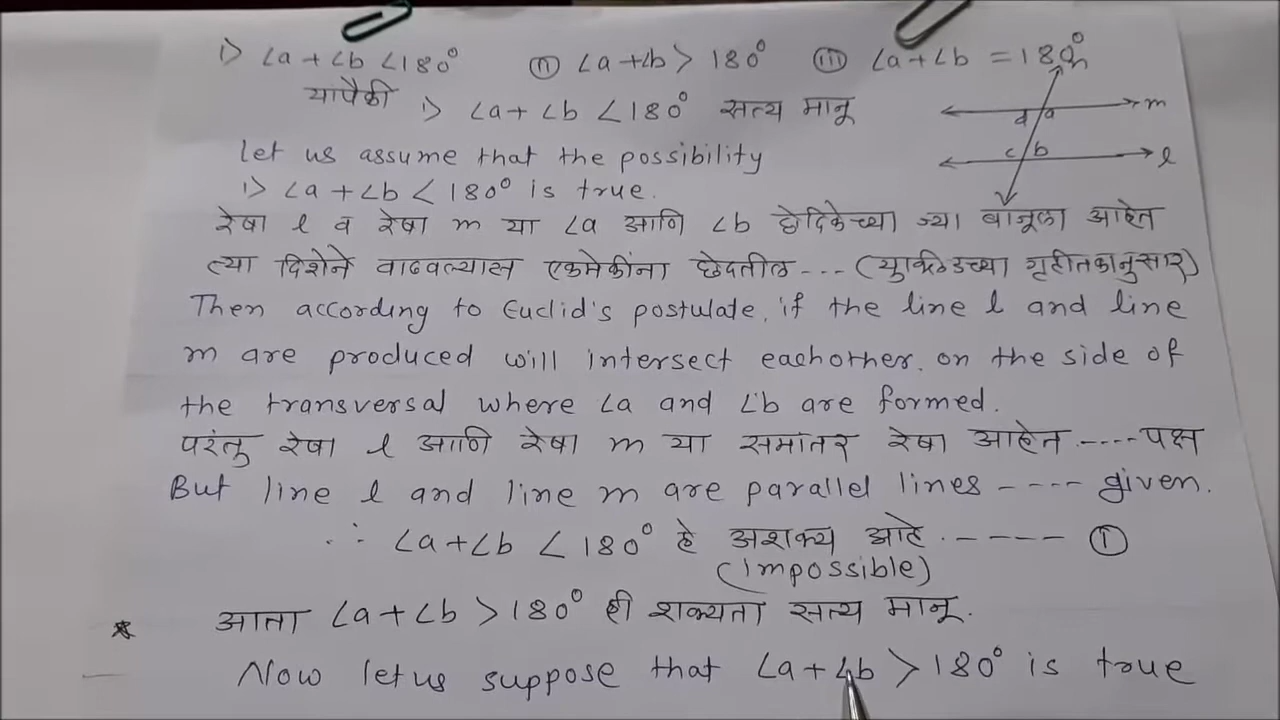 i) ∠a + ∠b < 180° (ii) ∠a + ∠b > 180° (iii) ∠a + ∠b = 180°
यापैकी i) ∠a + ∠b < 180° सत्य मानू
n
m
d a
c b
l
let us assume that the possibility
i) ∠a + ∠b < 180° is true.
रेषा l व रेषा m या ∠a आणि ∠b छेदिकेच्या ज्या बाजूला आहेत
त्या दिशेने वाढवल्यास एकमेकींना छेदतील --- (युक्लिडच्या गृहीतकानुसार)
Then according to Euclid's postulate, if the line l and line
m are produced will intersect eachother. on the side of
the transversal where ∠a and ∠b are formed.
परंतु रेषा l आणि रेषा m या समांतर रेषा आहेत ---- पक्ष
But line l and line m are parallel lines ---- given.
∴ ∠a + ∠b < 180° हे अशक्य आहे. ----- (I)
(Impossible)
* आता ∠a + ∠b > 180° ही शक्यता सत्य मानू.
Now let us suppose that ∠a + ∠b > 180° is true